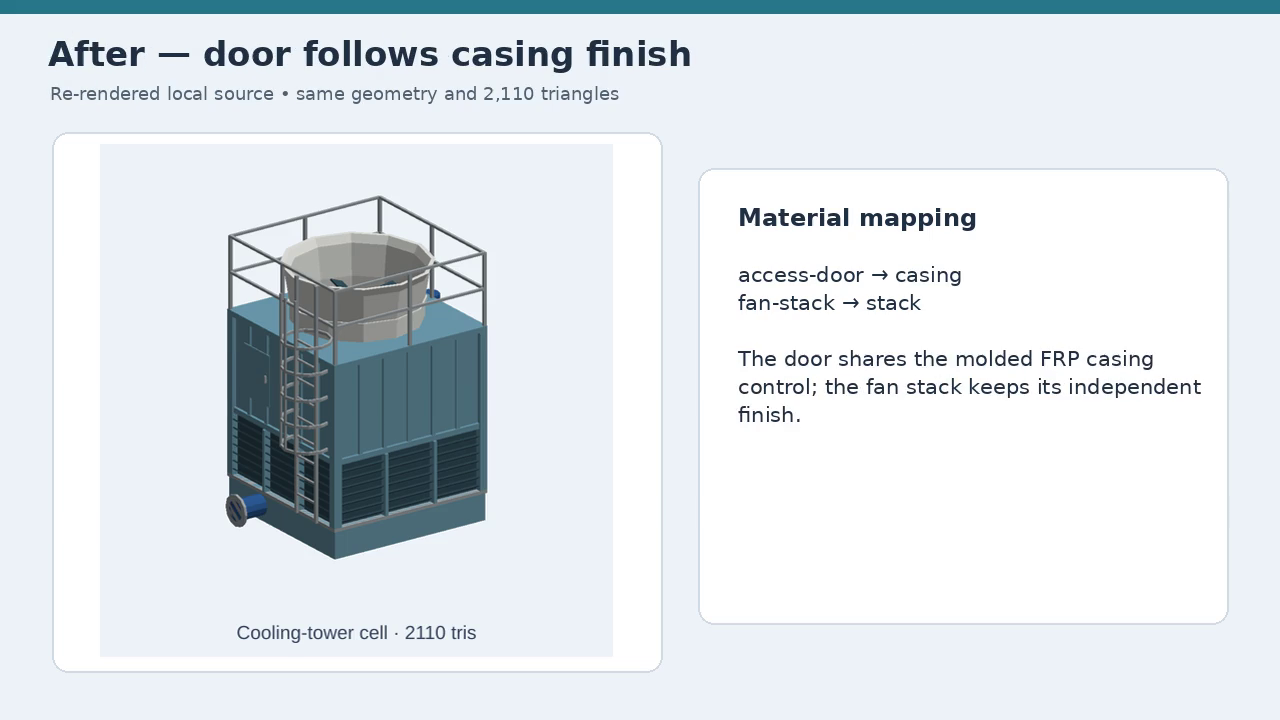 After — door follows casing finish
Re-rendered local source • same geometry and 2,110 triangles
Cooling-tower cell · 2110 tris
Material mapping
access-door → casing
fan-stack → stack
The door shares the molded FRP casing
control; the fan stack keeps its independent
finish.